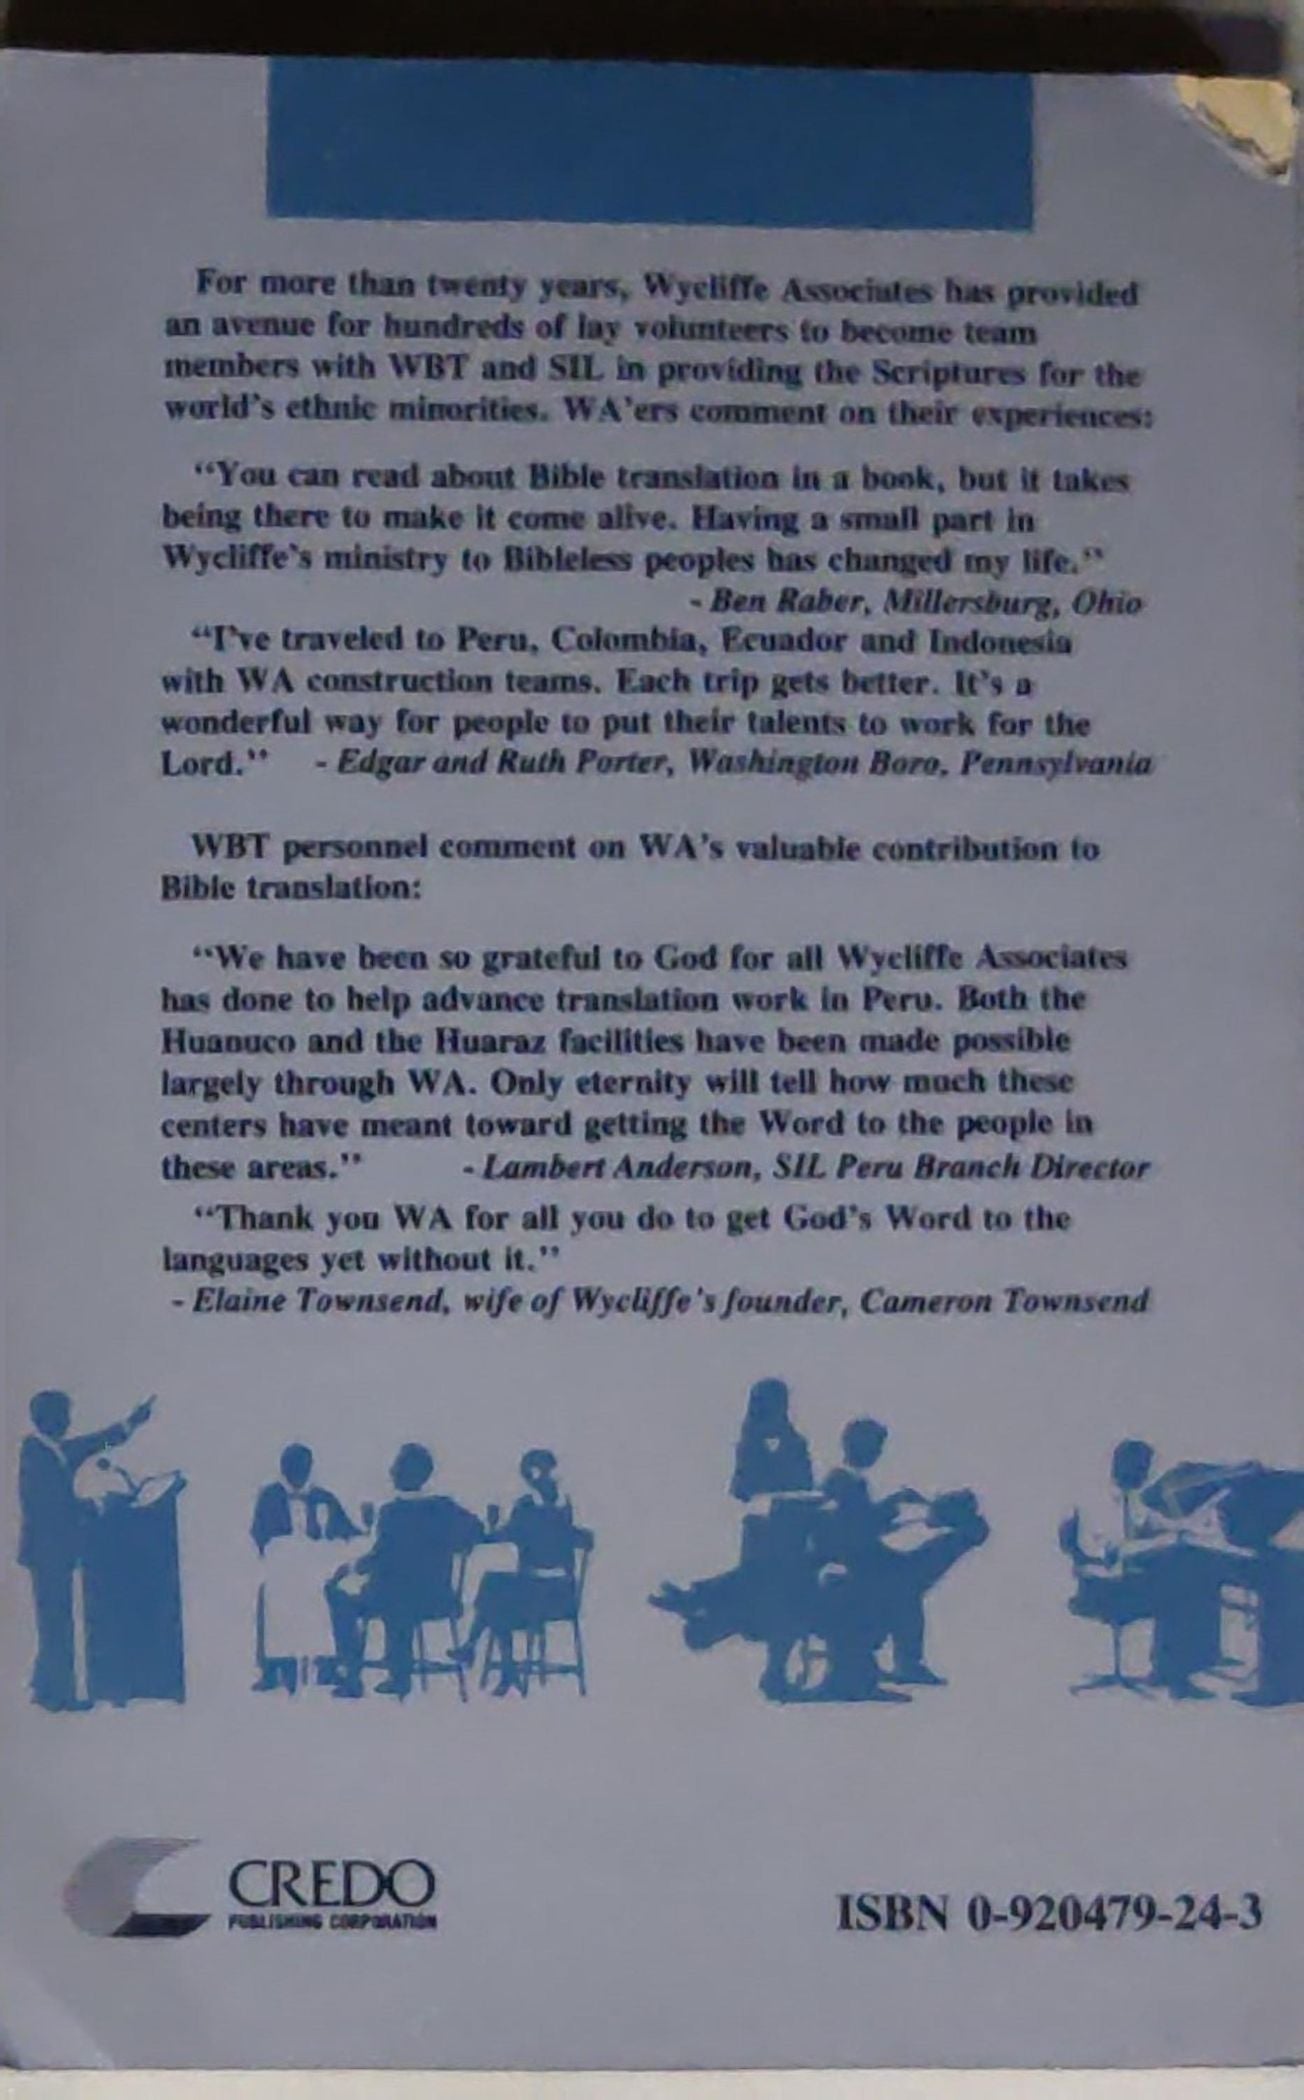 For more than twenty years, Wycliffe Associates has provided
an avenue for hundreds of lay volunteers to become team
members with WBT and SIL in providing the Scriptures for the
world's ethnic minorities. WA'ers comment on their experiences:
“You can read about Bible translation in a book, but it takes
being there to make it come alive. Having a small part in
Wycliffe's ministry to Bibleless peoples has changed my life.”
- Ben Raber, Millersburg, Ohio
“I've traveled to Peru, Colombia, Ecuador and Indonesia
with WA construction teams. Each trip gets better. It's a
wonderful way for people to put their talents to work for the
Lord.” - Edgar and Ruth Porter, Washington Boro, Pennsylvania
WBT personnel comment on WA's valuable contribution to
Bible translation:
“We have been so grateful to God for all Wycliffe Associates
has done to help advance translation work in Peru. Both the
Huanuco and the Huaraz facilities have been made possible
largely through WA. Only eternity will tell how much these
centers have meant toward getting the Word to the people in
these areas.” - Lambert Anderson, SIL Peru Branch Director
“Thank you WA for all you do to get God's Word to the
languages yet without it.”
- Elaine Townsend, wife of Wycliffe's founder, Cameron Townsend
CREDO
PUBLISHING CORPORATION
ISBN 0-920479-24-3